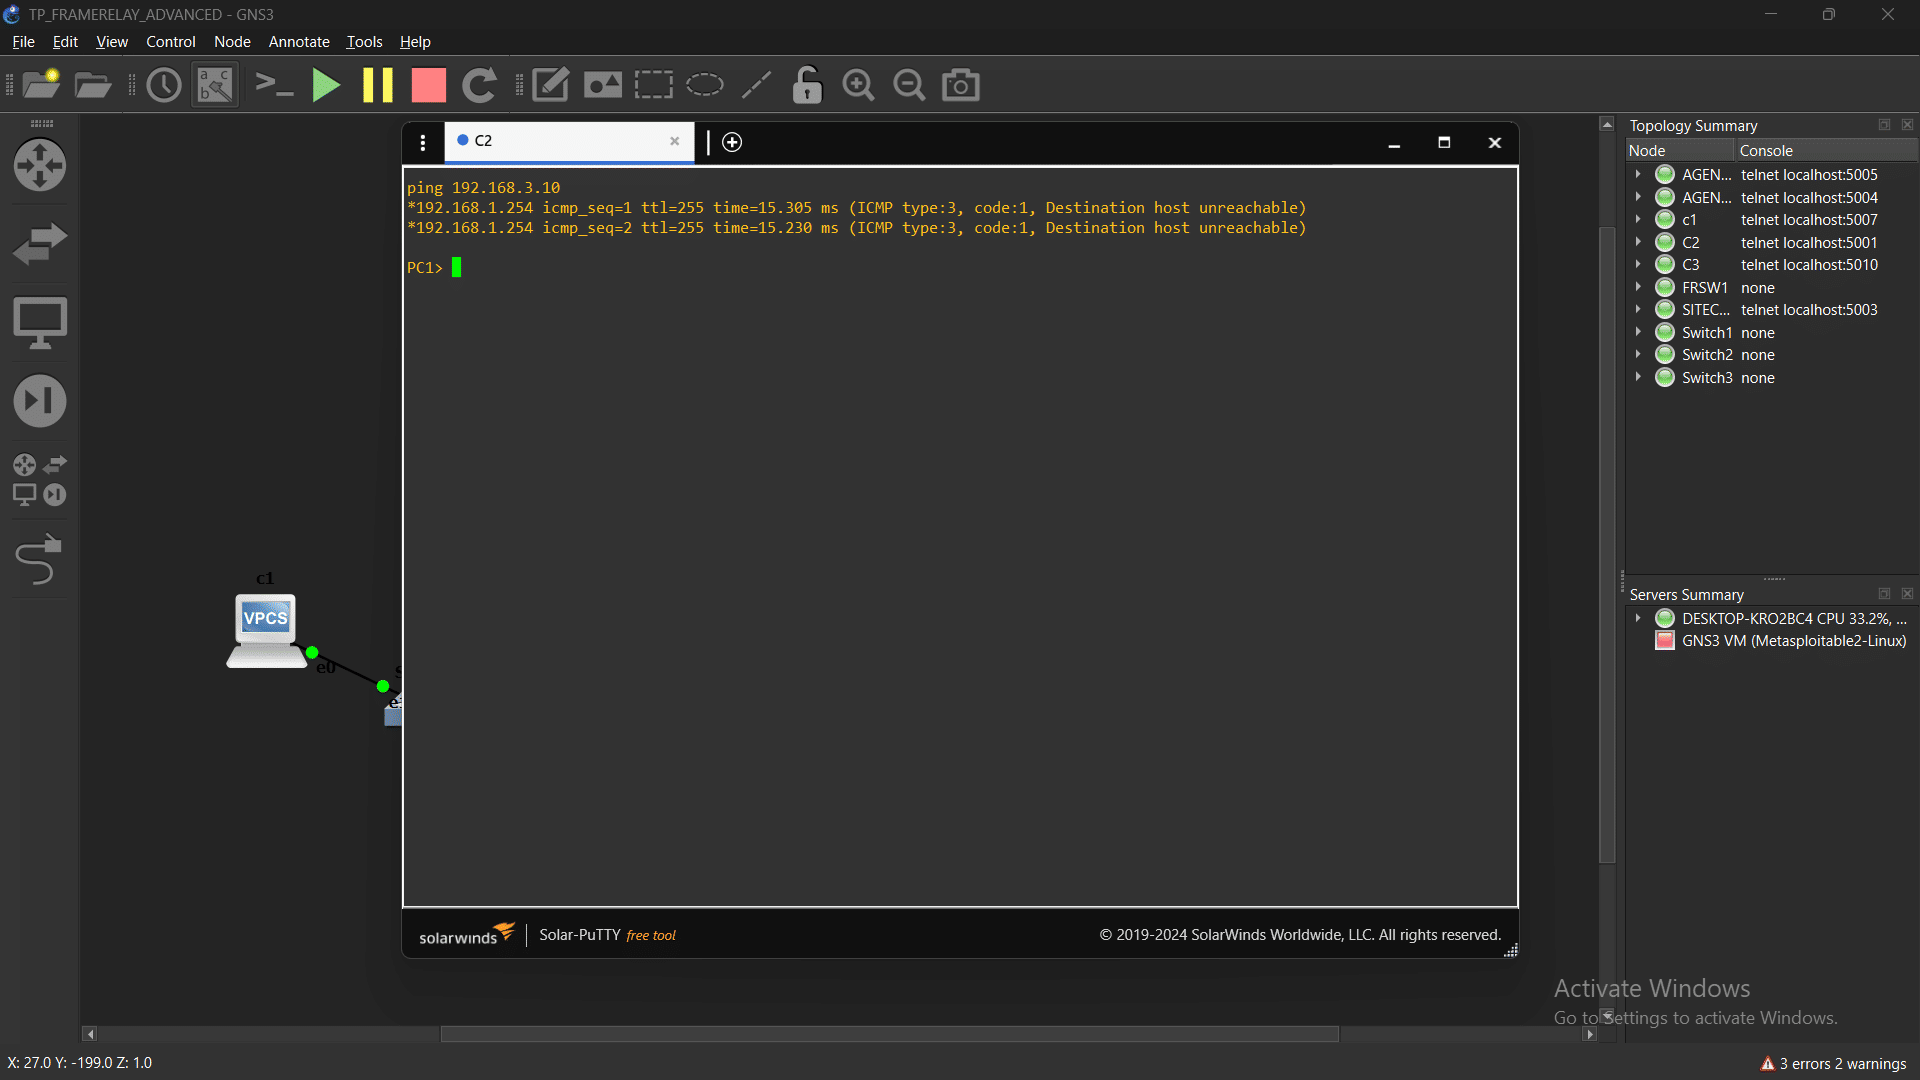 TP_FRAMERELAY_ADVANCED - GNS3
File Edit View Control Node Annotate Tools Help
C2
ping 192.168.3.10
*192.168.1.254 icmp_seq=1 ttl=255 time=15.305 ms (ICMP type:3, code:1, Destination host unreachable)
*192.168.1.254 icmp_seq=2 ttl=255 time=15.230 ms (ICMP type:3, code:1, Destination host unreachable)
PC1>
solarwinds Solar-PuTTY free tool © 2019-2024 SolarWinds Worldwide, LLC. All rights reserved.
c1
VPCS
e0
Topology Summary
Node Console
AGEN... telnet localhost:5005
AGEN... telnet localhost:5004
c1 telnet localhost:5007
C2 telnet localhost:5001
C3 telnet localhost:5010
FRSW1 none
SITEC... telnet localhost:5003
Switch1 none
Switch2 none
Switch3 none
Servers Summary
DESKTOP-KRO2BC4 CPU 33.2%, ...
GNS3 VM (Metasploitable2-Linux)
Activate Windows
Go to Settings to activate Windows.
X: 27.0 Y: -199.0 Z: 1.0
3 errors 2 warnings